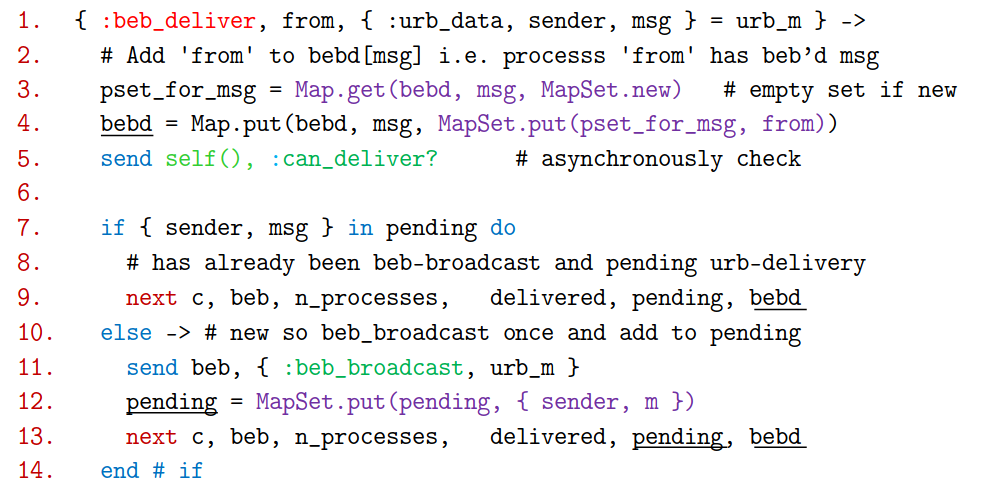 1. { :beb_deliver, from, { :urb_data, sender, msg } = urb_m } ->
2. # Add 'from' to bebd[msg] i.e. processs 'from' has beb’d msg
3. pset_for_msg = Map.get(bebd, msg, MapSet.new) # empty set if new
4. bebd = Map.put(bebd, msg, MapSet.put(pset_for_msg, from))
5. send self(), :can_deliver? # asynchronously check
6.
7. if { sender, msg } in pending do
8. # has already been beb-broadcast and pending urb-delivery
9. next c, beb, n_processes, delivered, pending, bebd
10. else -> # new so beb_broadcast once and add to pending
11. send beb, { :beb_broadcast, urb_m }
12. pending = MapSet.put(pending, { sender, m })
13. next c, beb, n_processes, delivered, pending, bebd
14. end # if